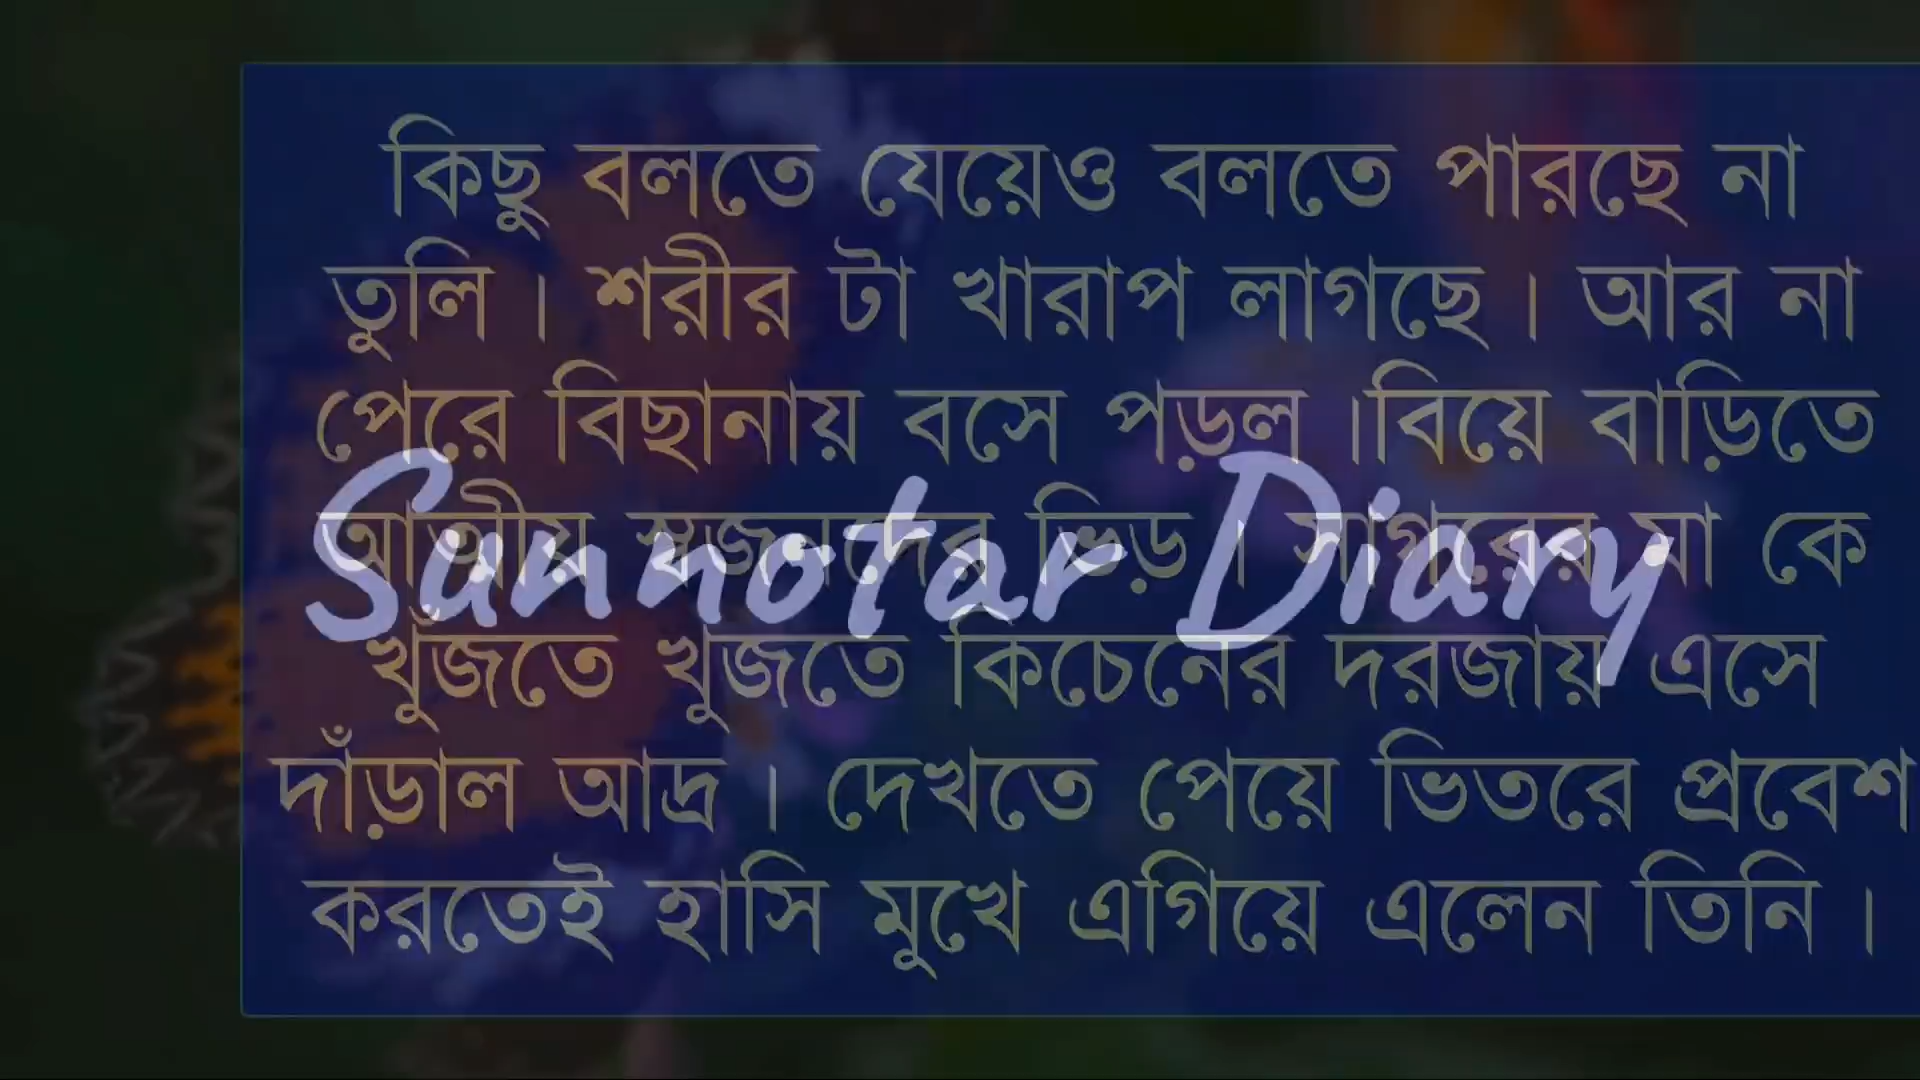 কিছু বলতে যেয়েও বলতে পারছে না
তুলি । শরীর টা খারাপ লাগছে । আর না
পেরে বিছানায় বসে পড়ল ।বিয়ে বাড়িতে
আত্মীয় স্বজনদের ভিড় । সাগরের মা কে
Sunnotar Diary
খুঁজতে খুঁজতে কিচেনের দরজায় এসে
দাঁড়াল আদ্র । দেখতে পেয়ে ভিতরে প্রবেশ
করতেই হাসি মুখে এগিয়ে এলেন তিনি ।